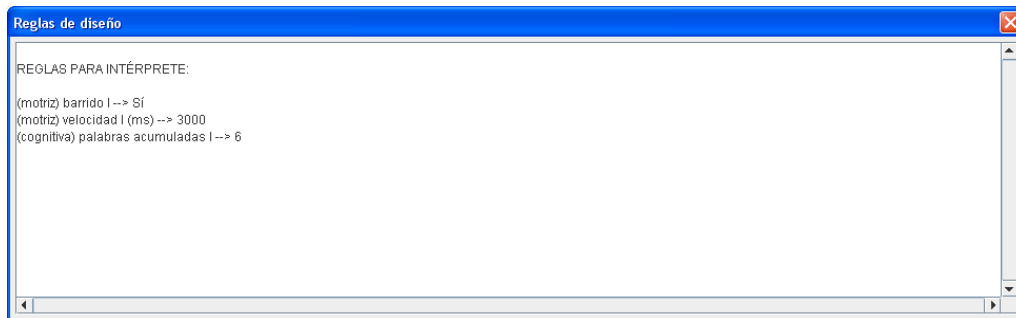 Reglas de diseño
REGLAS PARA INTÉRPRETE:
(motriz) barrido I --> Sí
(motriz) velocidad I (ms) --> 3000
(cognitiva) palabras acumuladas I --> 6